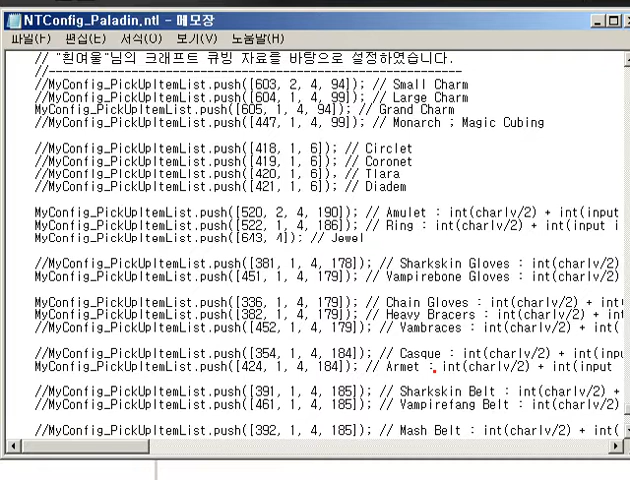 NTConfig_Paladin.ntl - 메모장
파일(F) 편집(E) 서식(O) 보기(V) 도움말(H)
// "흰여울"님의 크래프트 큐빙 자료를 바탕으로 설정하였습니다.
//------------------------------------------------------------
//MyConfig_PickUpItemList.push([603, 2, 4, 94]); // Small Charm
//MyConfig_PickUpItemList.push([604, 1, 4, 99]); // Large Charm
MyConfig_PickUpItemList.push([605, 1, 4, 94]); // Grand Charm
//MyConfig_PickUpItemList.push([447, 1, 4, 99]); // Monarch ; Magic Cubing
//MyConfig_PickUpItemList.push([418, 1, 6]); // Circlet
//MyConfig_PickUpItemList.push([419, 1, 6]); // Coronet
//MyConfig_PickUpItemList.push([420, 1, 6]); // Tiara
//MyConfig_PickUpItemList.push([421, 1, 6]); // Diadem
MyConfig_PickUpItemList.push([520, 2, 4, 190]); // Amulet : int(charlv/2) + int(input
MyConfig_PickUpItemList.push([522, 1, 4, 186]); // Ring : int(charlv/2) + int(input i
MyConfig_PickUpItemList.push([643, 4]); // Jewel
//MyConfig_PickUpItemList.push([381, 1, 4, 178]); // Sharkskin Gloves : int(charlv/2)
//MyConfig_PickUpItemList.push([451, 4, 179]); // Vampirebone Gloves : int(charlv/2)
MyConfig_PickUpItemList.push([336, 1, 4, 179]); // Chain Gloves : int(charlv/2) + int
MyConfig_PickUpItemList.push([382, 1, 4, 179]); // Heavy Bracers : int(charlv/2) + int
//MyConfig_PickUpItemList.push([452, 1, 4, 179]); // Vambraces : int(charlv/2) + int(
//MyConfig_PickUpItemList.push([354, 1, 4, 184]); // Casque : int(charlv/2) + int(inpu
MyConfig_PickUpItemList.push([424, 1, 4, 184]); // Armet : int(charlv/2) + int(input
//MyConfig_PickUpItemList.push([391, 1, 4, 185]); // Sharkskin Belt : int(charlv/2) +
//MyConfig_PickUpItemList.push([461, 1, 4, 185]); // Vampirefang Belt : int(charlv/2)
//MyConfig_PickUpItemList.push([392, 1, 4, 185]); // Mash Belt : int(charlv/2) + int(